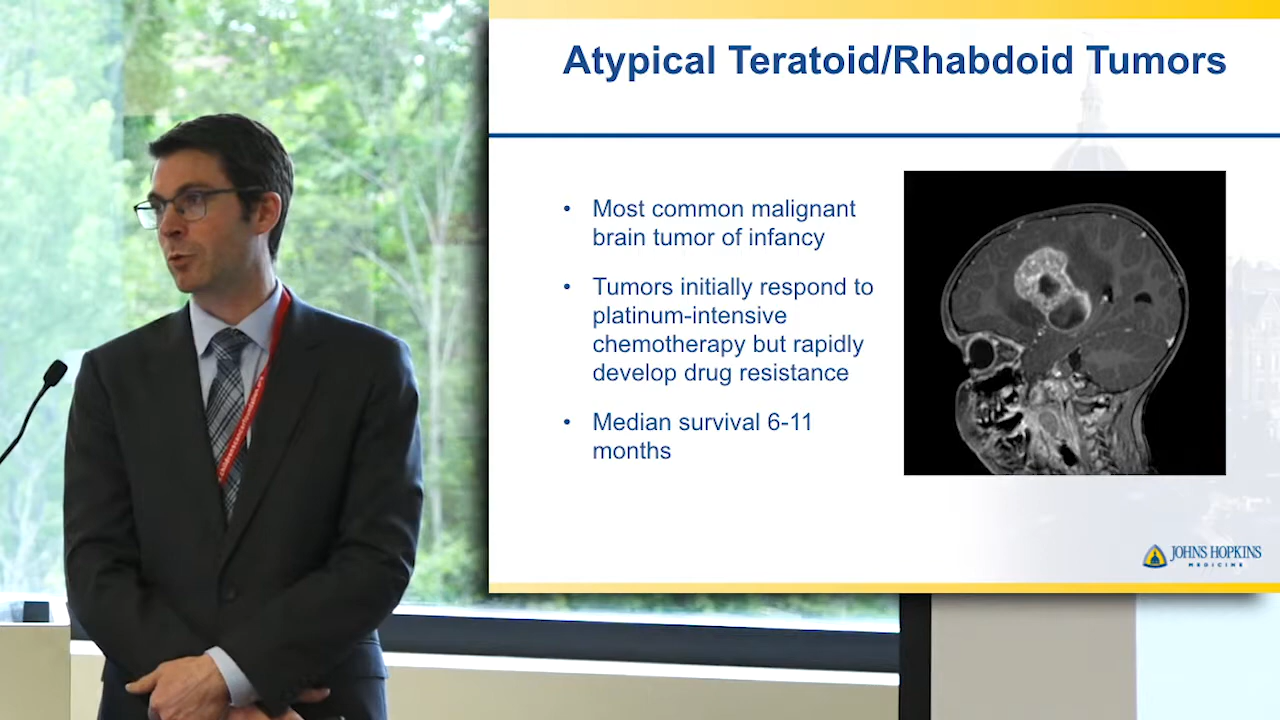 Atypical Teratoid/Rhabdoid Tumors
• Most common malignant
brain tumor of infancy
• Tumors initially respond to
platinum-intensive
chemotherapy but rapidly
develop drug resistance
• Median survival 6-11
months
JOHNS HOPKINS
MEDICINE